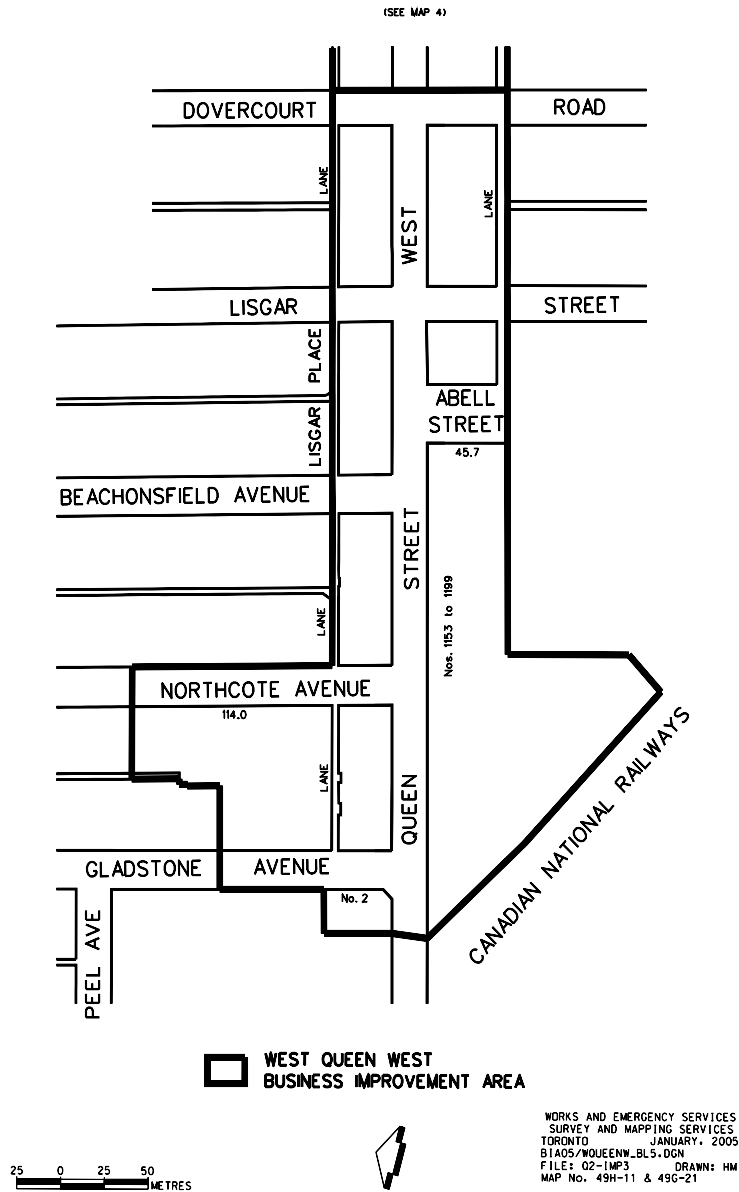 (SEE MAP 4)
DOVERCOURT ROAD
LANE
LANE
WEST
LISGAR STREET
LISGAR PLACE
ABELL
STREET
45.7
BEACHONSFIELD AVENUE
STREET
Nos. 1153 to 1199
LANE
NORTHCOTE AVENUE
114.0
LANE
QUEEN
CANADIAN NATIONAL RAILWAYS
GLADSTONE AVENUE
No. 2
PEEL AVE
WEST QUEEN WEST
BUSINESS IMPROVEMENT AREA
WORKS AND EMERGENCY SERVICES
SURVEY AND MAPPING SERVICES
TORONTO JANUARY, 2005
BIA05/WQUEENW_BL5.DGN
FILE: Q2-IMP3 DRAWN: HM
MAP No. 49H-11 & 49G-21
25 0 25 50
METRES